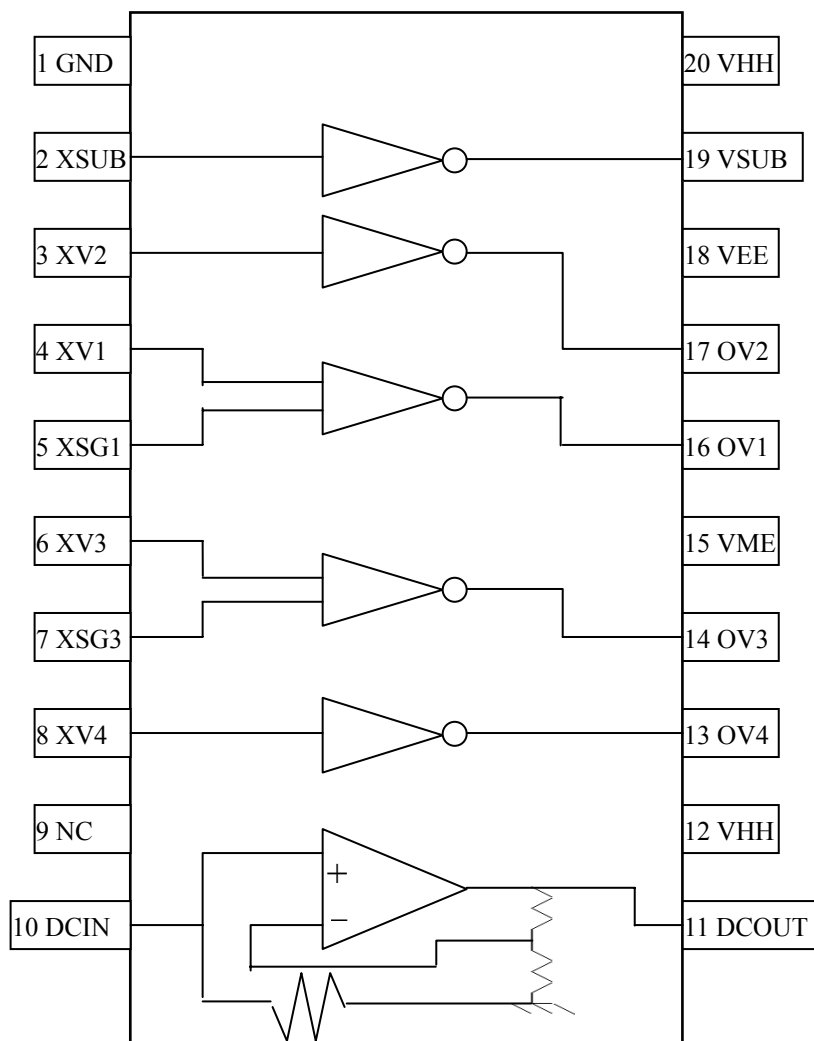 1 GND
20 VHH
2 XSUB
19 VSUB
3 XV2
18 VEE
4 XV1
17 OV2
5 XSG1
16 OV1
6 XV3
15 VME
7 XSG3
14 OV3
8 XV4
13 OV4
9 NC
12 VHH
+
−
10 DCIN
11 DCOUT